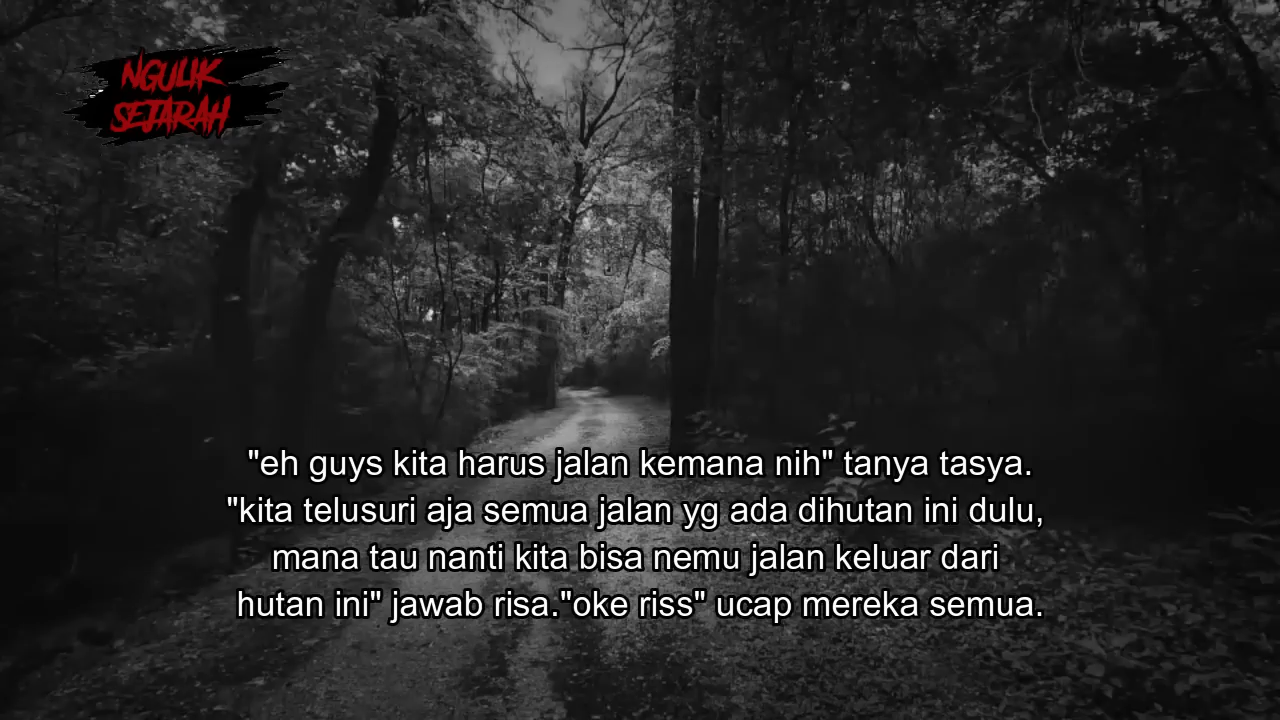 NGULIK
SEJARAH
"eh guys kita harus jalan kemana nih" tanya tasya.
"kita telusuri aja semua jalan yg ada dihutan ini dulu,
mana tau nanti kita bisa nemu jalan keluar dari
hutan ini" jawab risa."oke riss" ucap mereka semua.